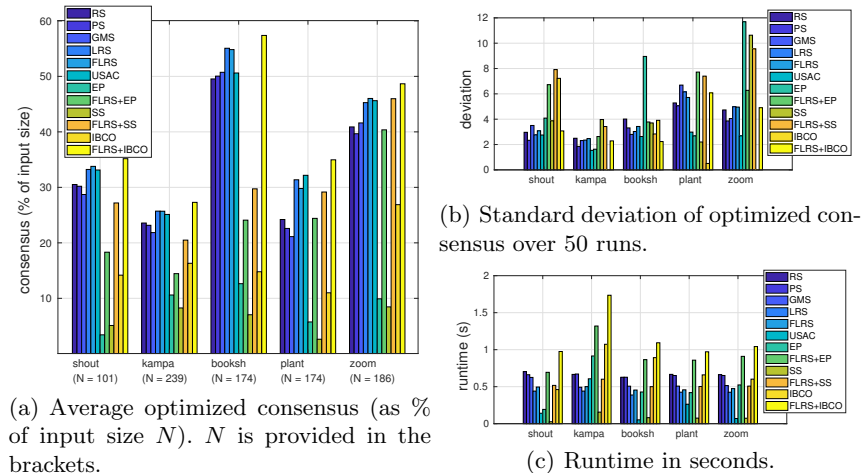 60
50
40
30
20
10
consensus (% of input size)
RS
PS
GMS
LRS
FLRS
USAC
EP
FLRS+EP
SS
FLRS+SS
IBCO
FLRS+IBCO
shout kampa booksh plant zoom
(N = 101) (N = 239) (N = 174) (N = 174) (N = 186)
(a) Average optimized consensus (as %
of input size N). N is provided in the
brackets.
12
10
8
6
4
2
0
deviation
shout kampa booksh plant zoom
RS
PS
GMS
LRS
FLRS
USAC
EP
FLRS+EP
SS
FLRS+SS
IBCO
FLRS+IBCO
(b) Standard deviation of optimized con-
sensus over 50 runs.
2
1.5
1
0.5
0
runtime (s)
shout kampa booksh plant zoom
RS
PS
GMS
LRS
FLRS
USAC
EP
FLRS+EP
SS
FLRS+SS
IBCO
FLRS+IBCO
(c) Runtime in seconds.